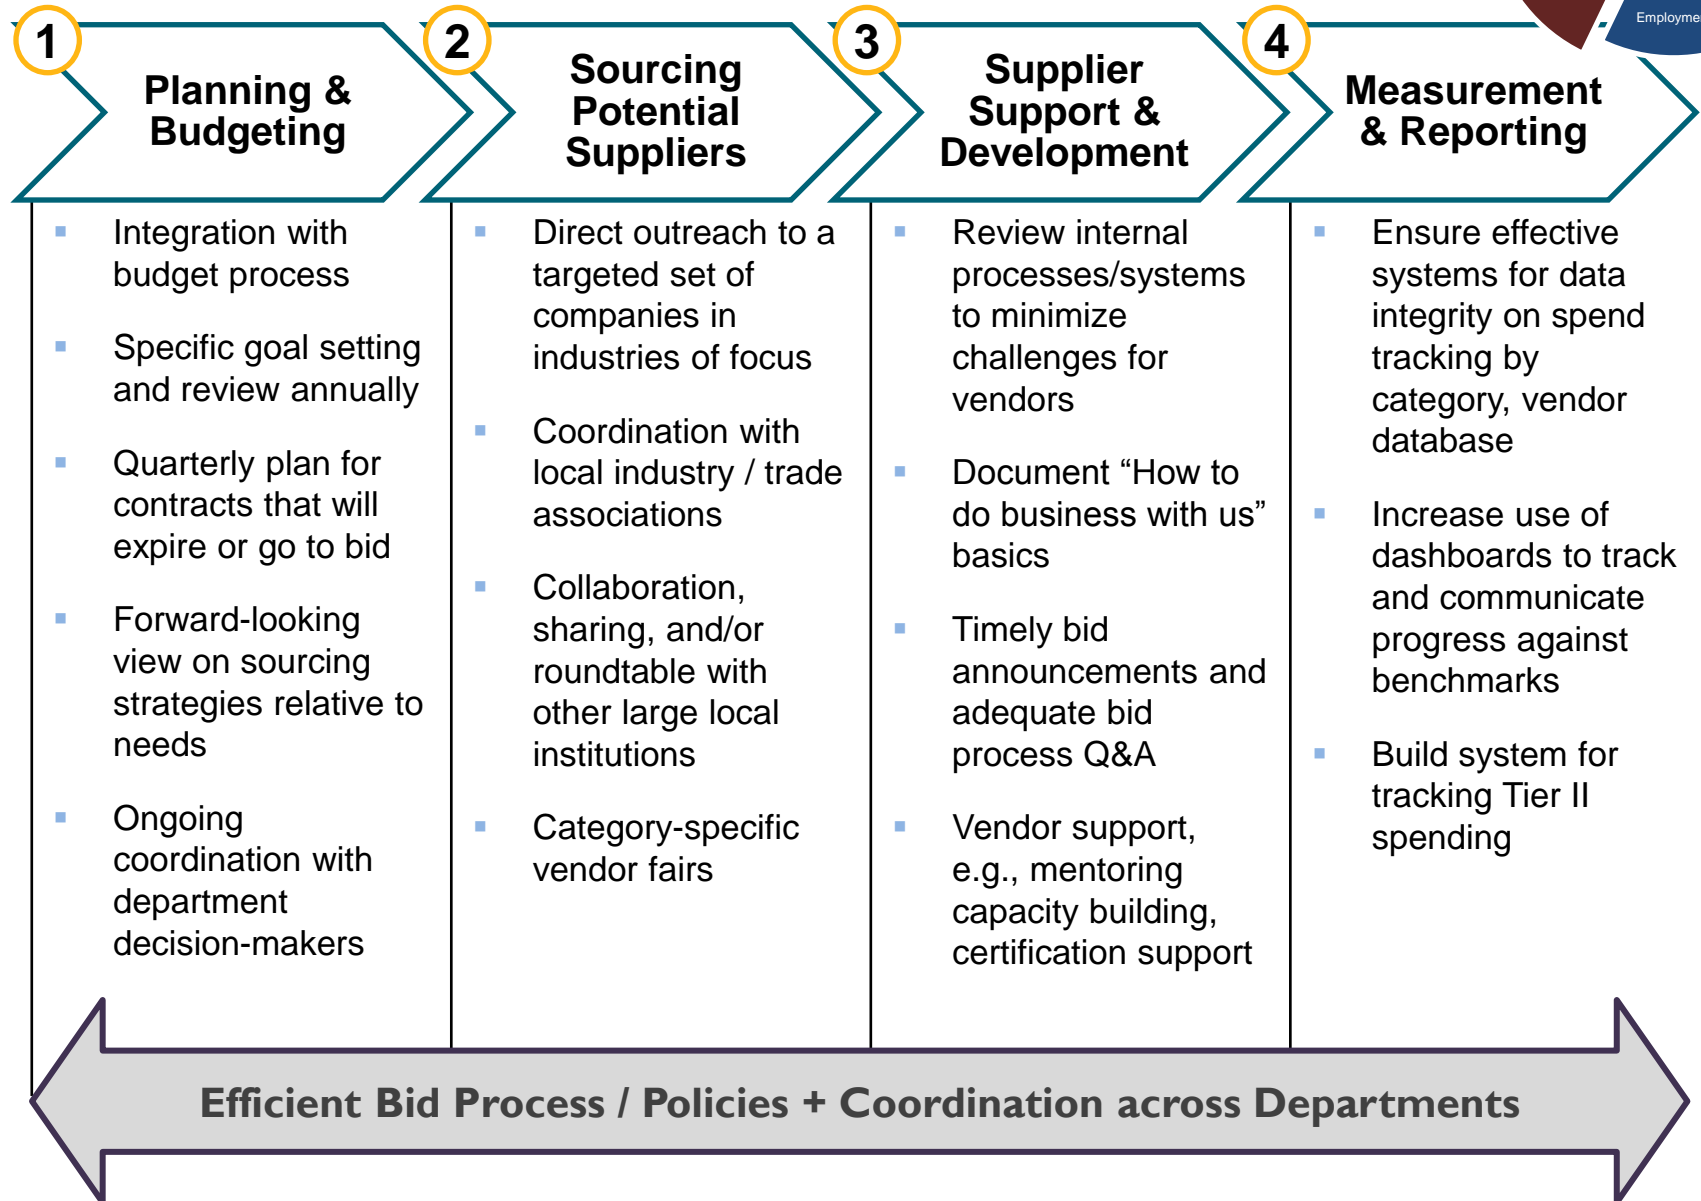 1
Planning &
Budgeting
2
Sourcing
Potential
Suppliers
3
Supplier
Support &
Development
4
Measurement
& Reporting
Integration with
budget process
Specific goal setting
and review annually
Quarterly plan for
contracts that will
expire or go to bid
Forward-looking
view on sourcing
strategies relative to
needs
Ongoing
coordination with
department
decision-makers
Direct outreach to a
targeted set of
companies in
industries of focus
Coordination with
local industry / trade
associations
Collaboration,
sharing, and/or
roundtable with
other large local
institutions
Category-specific
vendor fairs
Review internal
processes/systems
to minimize
challenges for
vendors
Document “How to
do business with us”
basics
Timely bid
announcements and
adequate bid
process Q&A
Vendor support,
e.g., mentoring
capacity building,
certification support
Ensure effective
systems for data
integrity on spend
tracking by
category, vendor
database
Increase use of
dashboards to track
and communicate
progress against
benchmarks
Build system for
tracking Tier II
spending
Efficient Bid Process / Policies + Coordination across Departments